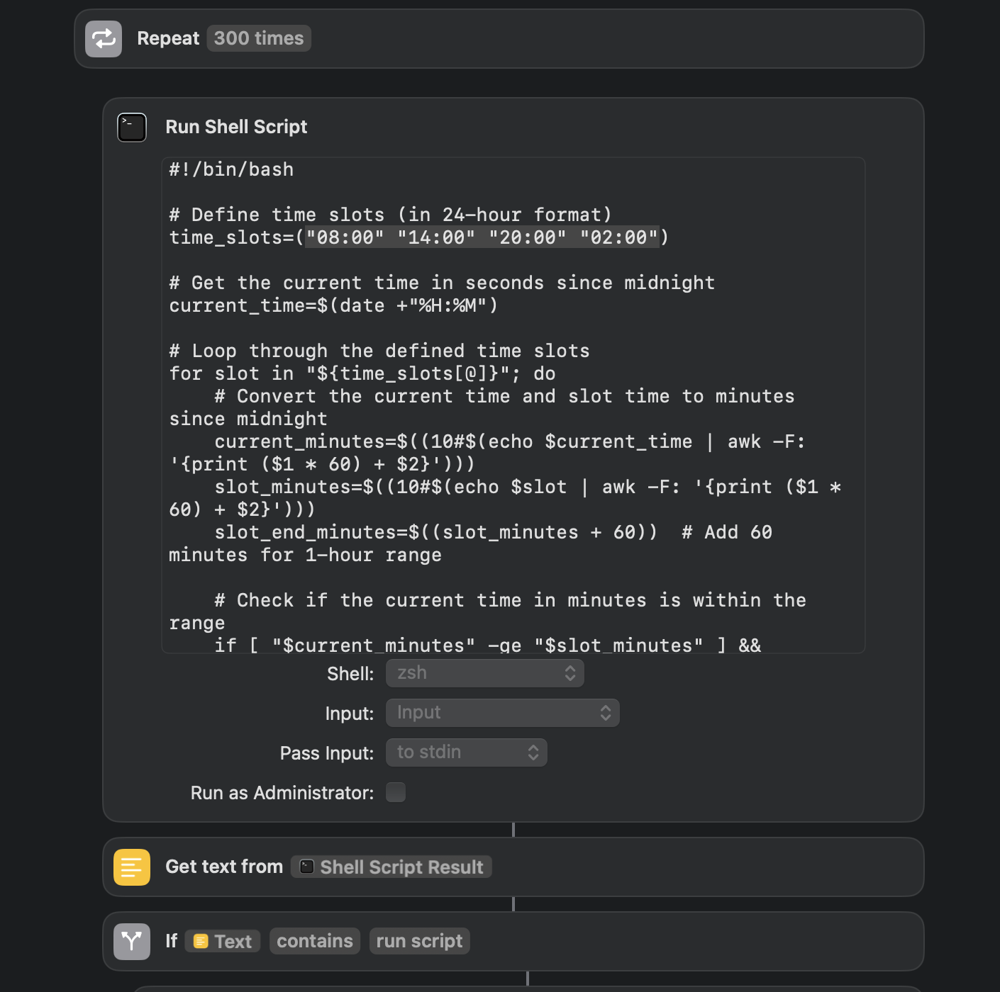 Repeat 300 times
>_
Run Shell Script
#!/bin/bash
# Define time slots (in 24-hour format)
time_slots=("08:00" "14:00" "20:00" "02:00")
# Get the current time in seconds since midnight
current_time=$(date +"%H:%M")
# Loop through the defined time slots
for slot in "${time_slots[@]}"; do
    # Convert the current time and slot time to minutes
since midnight
    current_minutes=$((10#$(echo $current_time | awk -F:
'{print ($1 * 60) + $2}')))
    slot_minutes=$((10#$(echo $slot | awk -F: '{print ($1 *
60) + $2}')))
    slot_end_minutes=$((slot_minutes + 60))  # Add 60
minutes for 1-hour range
    # Check if the current time in minutes is within the
range
    if [ "$current_minutes" -ge "$slot_minutes" ] &&
Shell: zsh
Input: Input
Pass Input: to stdin
Run as Administrator:
Get text from Shell Script Result
If Text contains run script